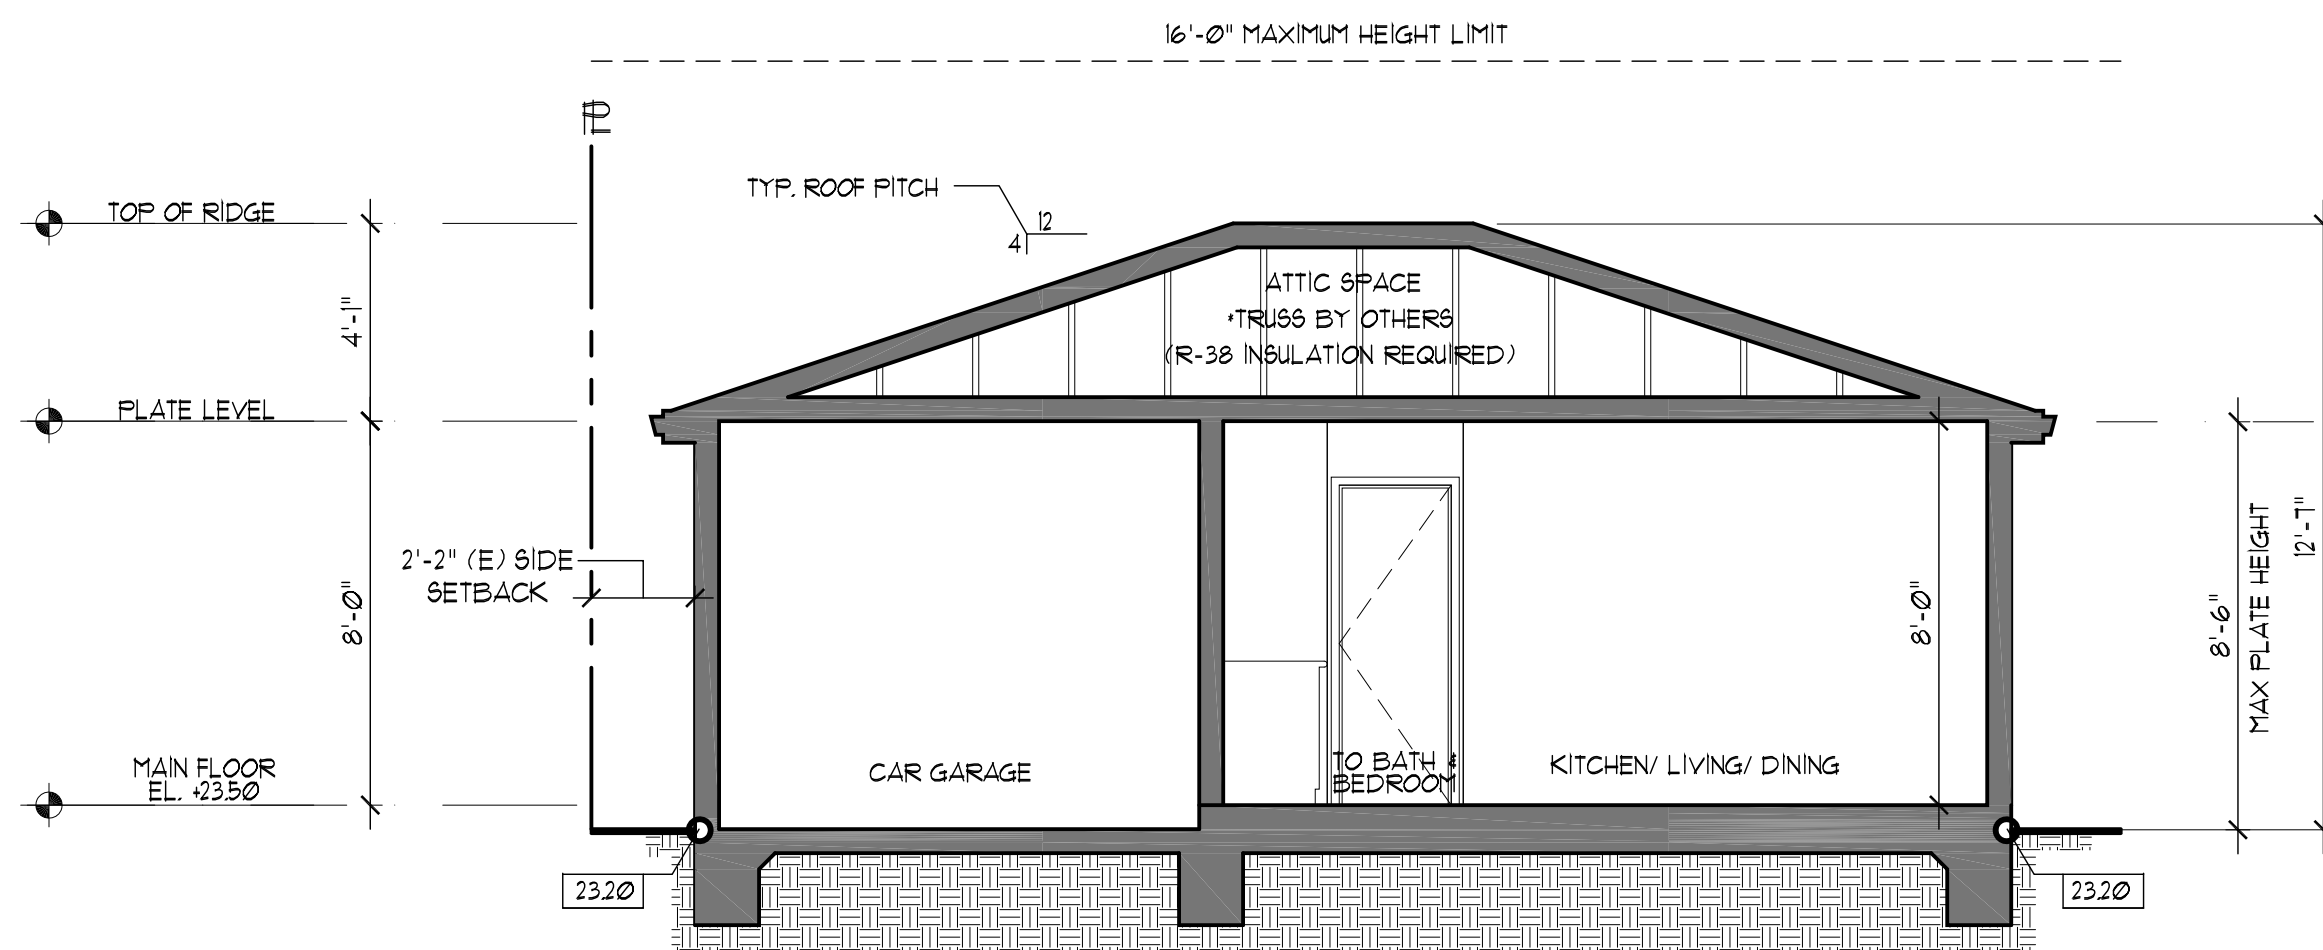 16'-0" MAXIMUM HEIGHT LIMIT
PL
TYP. ROOF PITCH
12
4
TOP OF RIDGE
4'-1"
ATTIC SPACE
*TRUSS BY OTHERS
(R-38 INSULATION REQUIRED)
PLATE LEVEL
2'-2" (E) SIDE
SETBACK
8'-0"
8'-0"
8'-6"
MAX PLATE HEIGHT
12'-7"
MAIN FLOOR
EL. +23.50
CAR GARAGE
TO BATH &
BEDROOM
KITCHEN/ LIVING/ DINING
23.20
23.20